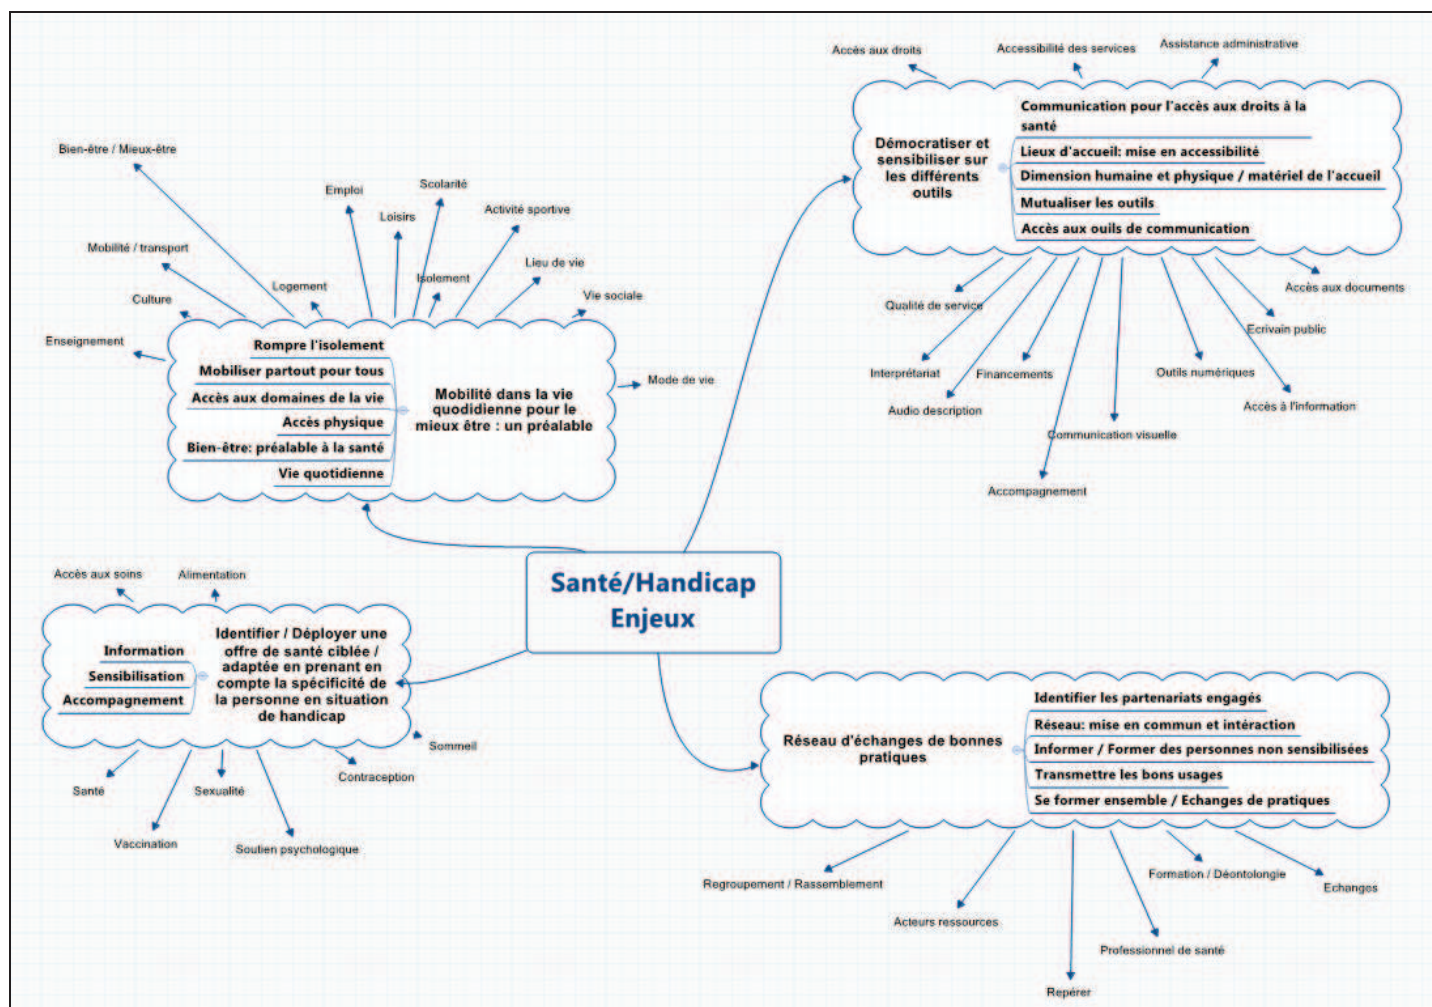 Accès aux droits
Accessibilité des services
Assistance administrative
Démocratiser et
sensibiliser sur
les différents
outils
Communication pour l'accès aux droits à la
santé
Lieux d'accueil: mise en accessibilité
Dimension humaine et physique / matériel de l'accueil
Mutualiser les outils
Accès aux ouils de communication
Qualité de service
Interprétariat
Audio description
Financements
Accompagnement
Communication visuelle
Outils numériques
Accès à l'information
Ecrivain public
Accès aux documents
Bien-être / Mieux-être
Mobilité / transport
Culture
Enseignement
Logement
Emploi
Loisirs
Scolarité
Isolement
Activité sportive
Lieu de vie
Vie sociale
Mode de vie
Rompre l'isolement
Mobiliser partout pour tous
Accès aux domaines de la vie
Accès physique
Bien-être: préalable à la santé
Vie quotidienne
Mobilité dans la vie
quodidienne pour le
mieux être : un préalable
Santé/Handicap
Enjeux
Accès aux soins
Alimentation
Information
Sensibilisation
Accompagnement
Identifier / Déployer une
offre de santé ciblée /
adaptée en prenant en
compte la spécificité de
la personne en situation
de handicap
Sommeil
Contraception
Santé
Sexualité
Vaccination
Soutien psychologique
Réseau d'échanges de bonnes
pratiques
Identifier les partenariats engagés
Réseau: mise en commun et intéraction
Informer / Former des personnes non sensibilisées
Transmettre les bons usages
Se former ensemble / Echanges de pratiques
Regroupement / Rassemblement
Acteurs ressources
Repérer
Professionnel de santé
Formation / Déontolongie
Echanges